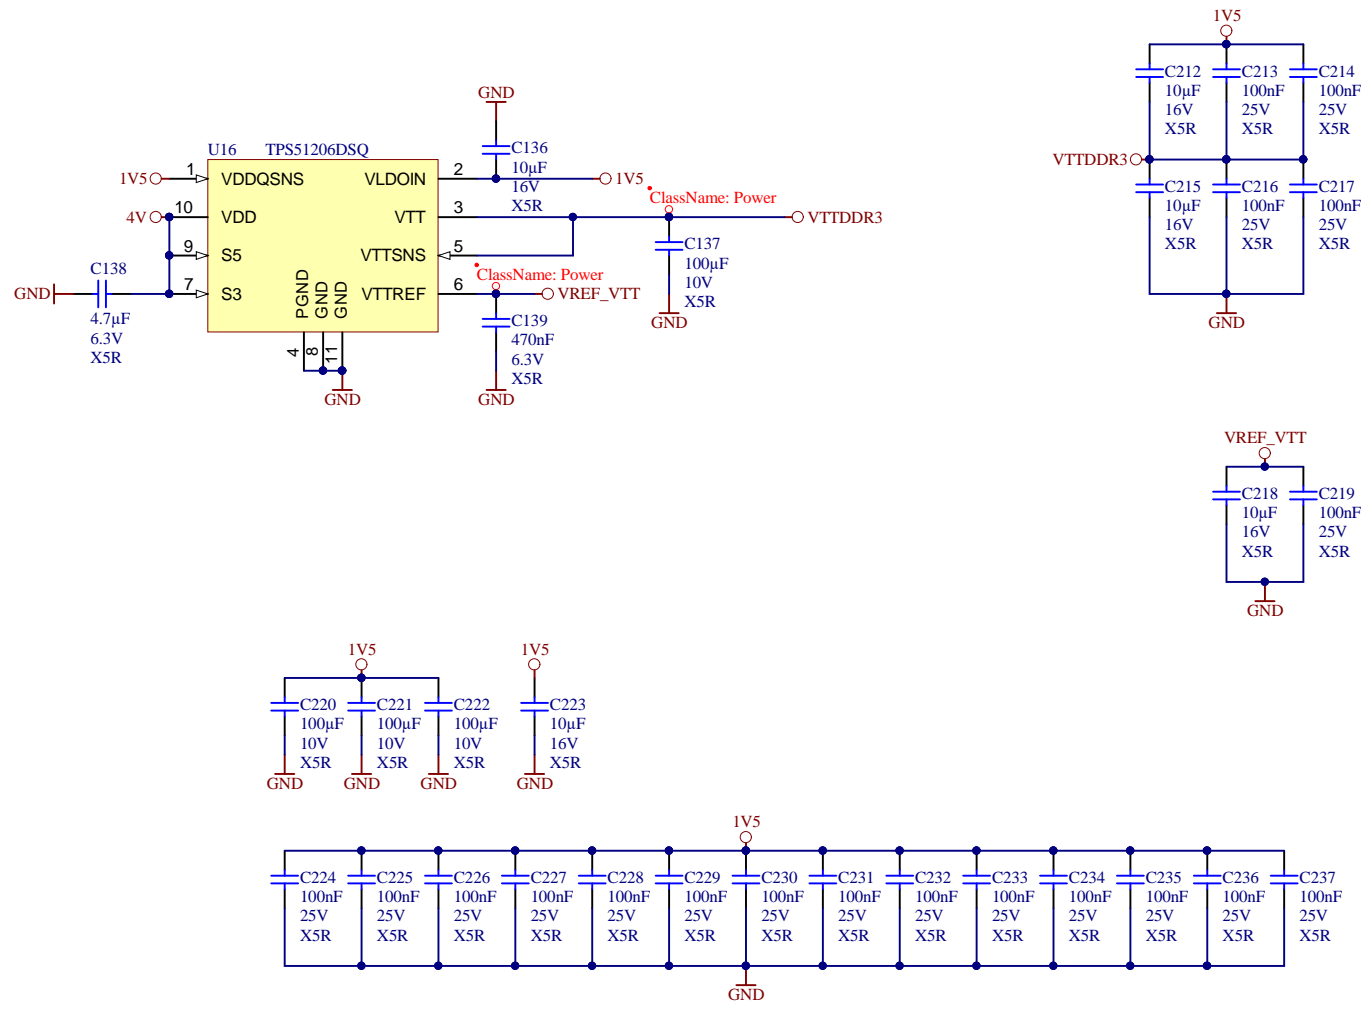 1V5
C212
10µF
16V
X5R
C213
100nF
25V
X5R
C214
100nF
25V
X5R
VTTDDR3
C215
10µF
16V
X5R
C216
100nF
25V
X5R
C217
100nF
25V
X5R
GND
GND
C136
10µF
16V
X5R
U16 TPS51206DSQ
1V5
1
VDDQSNS
VLDOIN
2
1V5
4V
10
VDD
VTT
3
ClassName: Power
VTTDDR3
9
S5
VTTSNS
5
C137
100µF
10V
X5R
GND
C138
4.7µF
6.3V
X5R
GND
7
S3
VTTREF
6
ClassName: Power
VREF_VTT
C139
470nF
6.3V
X5R
GND
PGND
GND
GND
4
8
11
GND
VREF_VTT
C218
10µF
16V
X5R
C219
100nF
25V
X5R
GND
1V5
C220
100µF
10V
X5R
GND
C221
100µF
10V
X5R
GND
C222
100µF
10V
X5R
GND
1V5
C223
10µF
16V
X5R
GND
1V5
C224
100nF
25V
X5R
C225
100nF
25V
X5R
C226
100nF
25V
X5R
C227
100nF
25V
X5R
C228
100nF
25V
X5R
C229
100nF
25V
X5R
C230
100nF
25V
X5R
C231
100nF
25V
X5R
C232
100nF
25V
X5R
C233
100nF
25V
X5R
C234
100nF
25V
X5R
C235
100nF
25V
X5R
C236
100nF
25V
X5R
C237
100nF
25V
X5R
GND